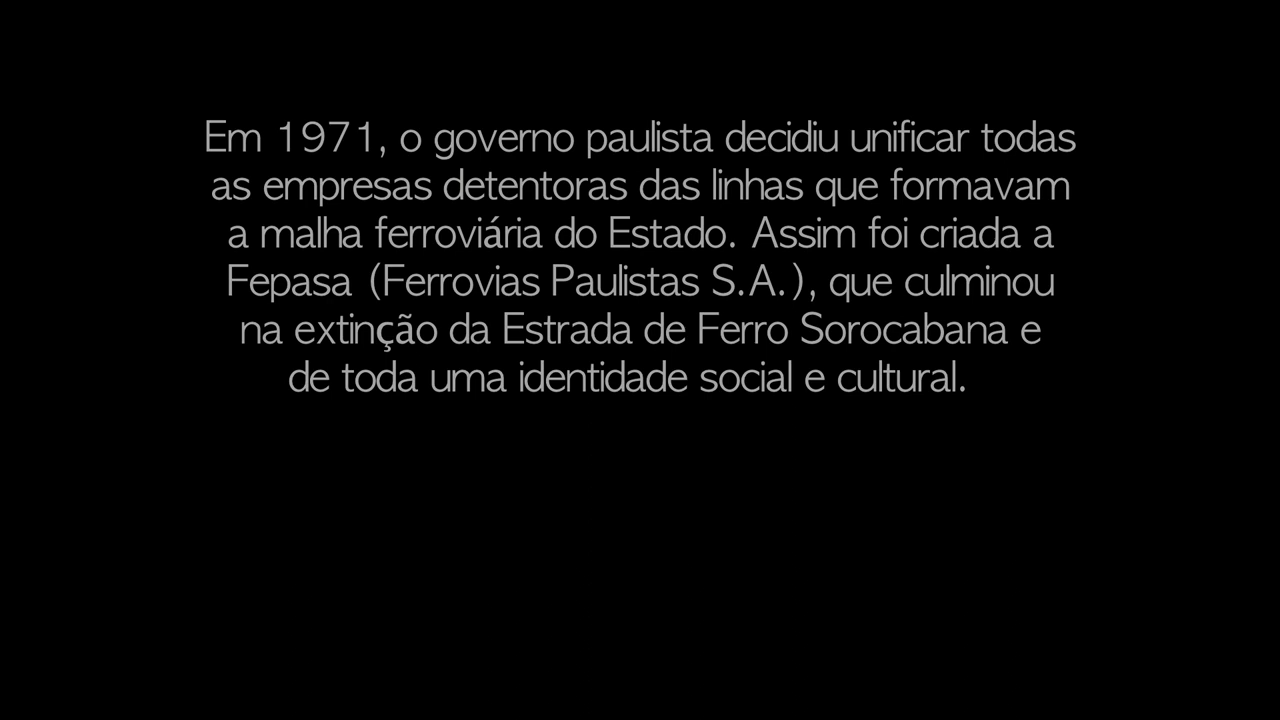 Em 1971, o governo paulista decidiu unificar todas
as empresas detentoras das linhas que formavam
a malha ferroviária do Estado. Assim foi criada a
Fepasa (Ferrovias Paulistas S.A.), que culminou
na extinção da Estrada de Ferro Sorocabana e
de toda uma identidade social e cultural.